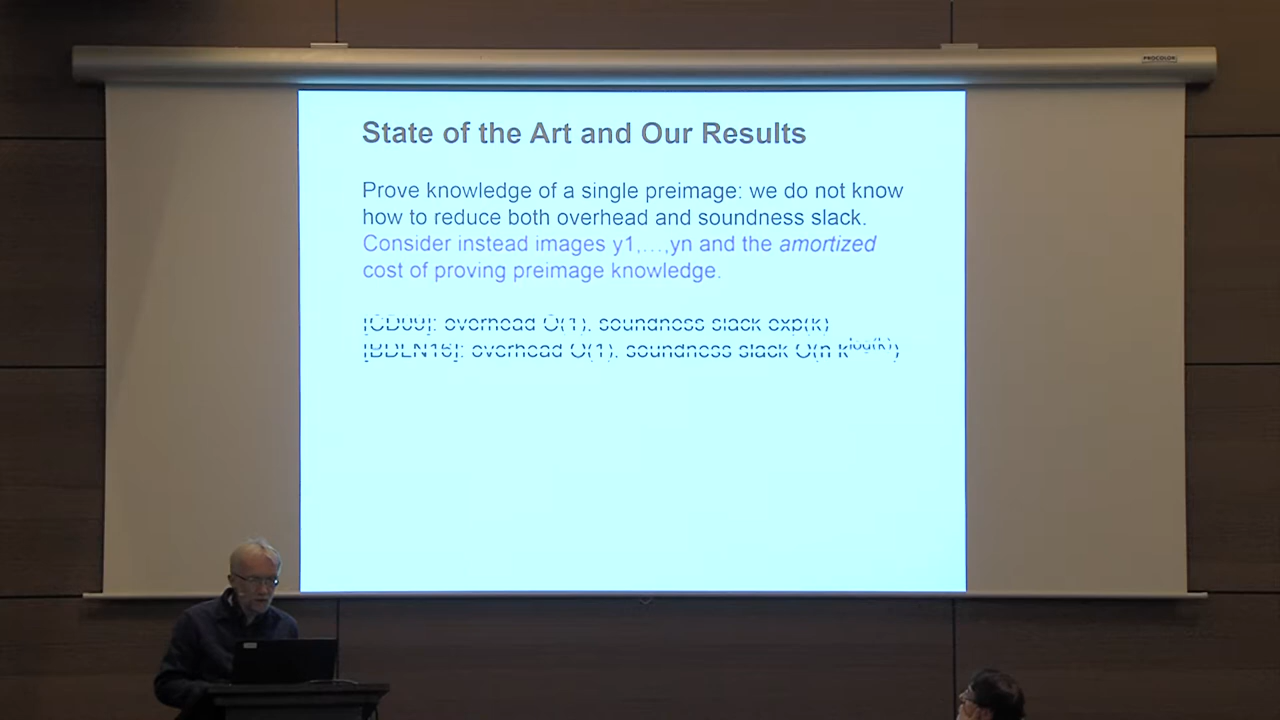 PROCOLOR
State of the Art and Our Results
Prove knowledge of a single preimage: we do not know
how to reduce both overhead and soundness slack.
Consider instead images y1,…,yn and the amortized
cost of proving preimage knowledge.
[CD09]: overhead O(1), soundness slack exp(k)
[BDLN16]: overhead O(1), soundness slack O(n k^log(k))